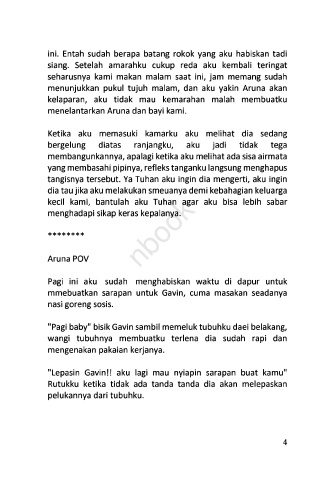 ini. Entah sudah berapa batang rokok yang aku habiskan tadi
siang. Setelah amarahku cukup reda aku kembali teringat
seharusnya kami makan malam saat ini, jam memang sudah
menunjukkan pukul tujuh malam, dan aku yakin Aruna akan
kelaparan, aku tidak mau kemarahan malah membuatku
menelantarkan Aruna dan bayi kami.
Ketika aku memasuki kamarku aku melihat dia sedang
bergelung diatas ranjangku, aku jadi tidak tega
membangunkannya, apalagi ketika aku melihat ada sisa airmata
yang membasahi pipinya, refleks tanganku langsung menghapus
tangisnya tersebut. Ya Tuhan aku ingin dia mengerti, aku ingin
dia tau jika aku melakukan smeuanya demi kebahagian keluarga
kecil kami, bantulah aku Tuhan agar aku bisa lebih sabar
menghadapi sikap keras kepalanya.
********
Aruna POV
Pagi ini aku sudah menghabiskan waktu di dapur untuk
mmebuatkan sarapan untuk Gavin, cuma masakan seadanya
nasi goreng sosis.
"Pagi baby" bisik Gavin sambil memeluk tubuhku daei belakang,
wangi tubuhnya membuatku terlena dia sudah rapi dan
mengenakan pakaian kerjanya.
"Lepasin Gavin!! aku lagi mau nyiapin sarapan buat kamu"
Rutukku ketika tidak ada tanda tanda dia akan melepaskan
pelukannya dari tubuhku.
nbook
4